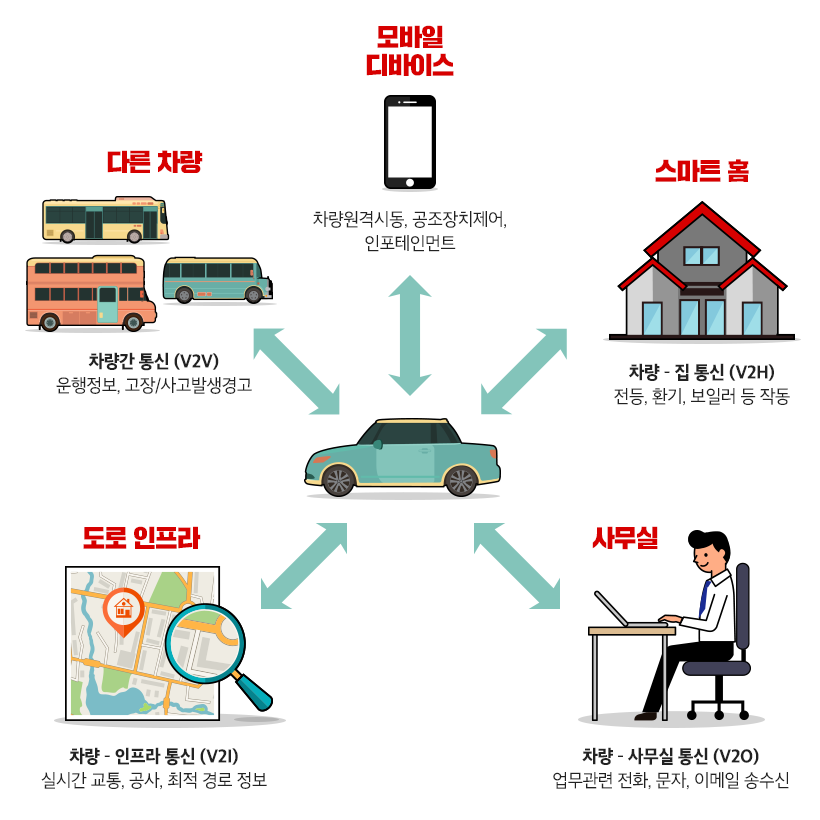 모바일
디바이스
차량원격시동, 공조장치제어,
인포테인먼트
다른 차량
차량간 통신 (V2V)
운행정보, 고장/사고발생경고
스마트 홈
차량 - 집 통신 (V2H)
전등, 환기, 보일러 등 작동
도로 인프라
차량 - 인프라 통신 (V2I)
실시간 교통, 공사, 최적 경로 정보
사무실
차량 - 사무실 통신 (V2O)
업무관련 전화, 문자, 이메일 송수신